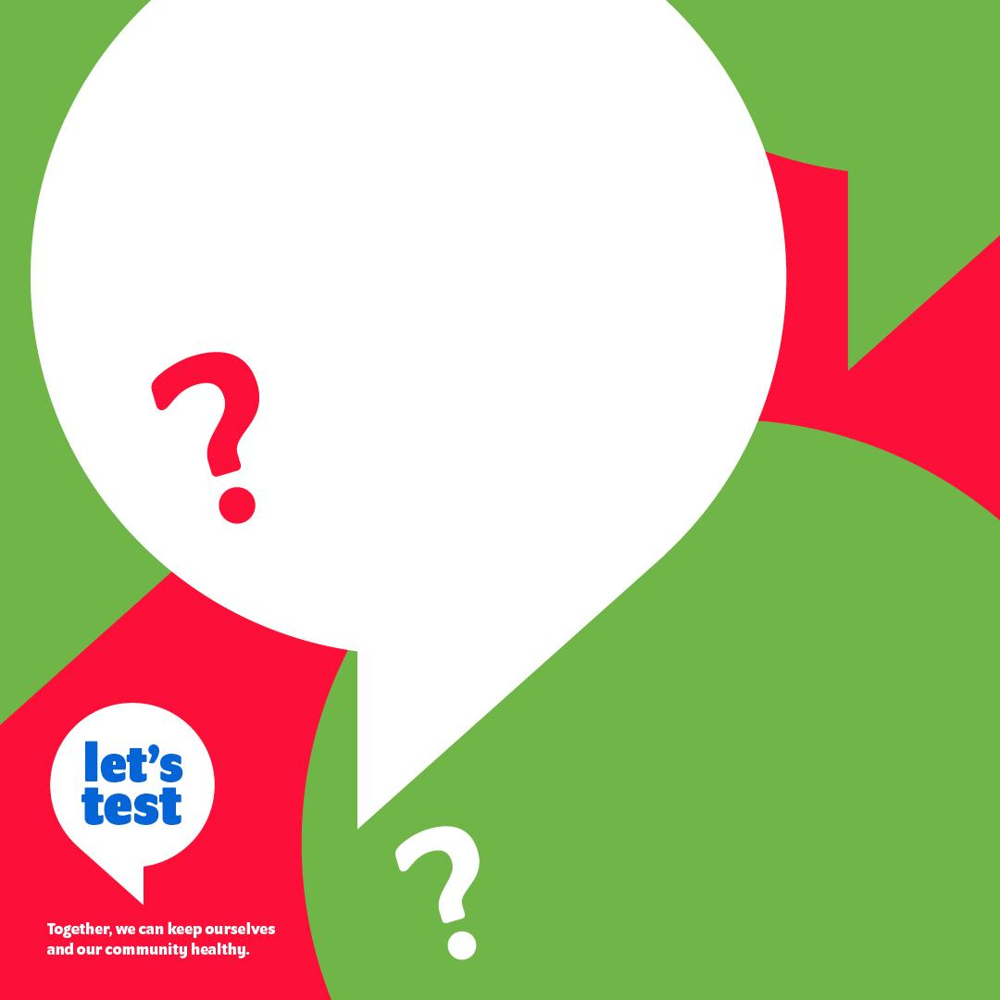 ?
?
let’s
test
Together, we can keep ourselves
and our community healthy.